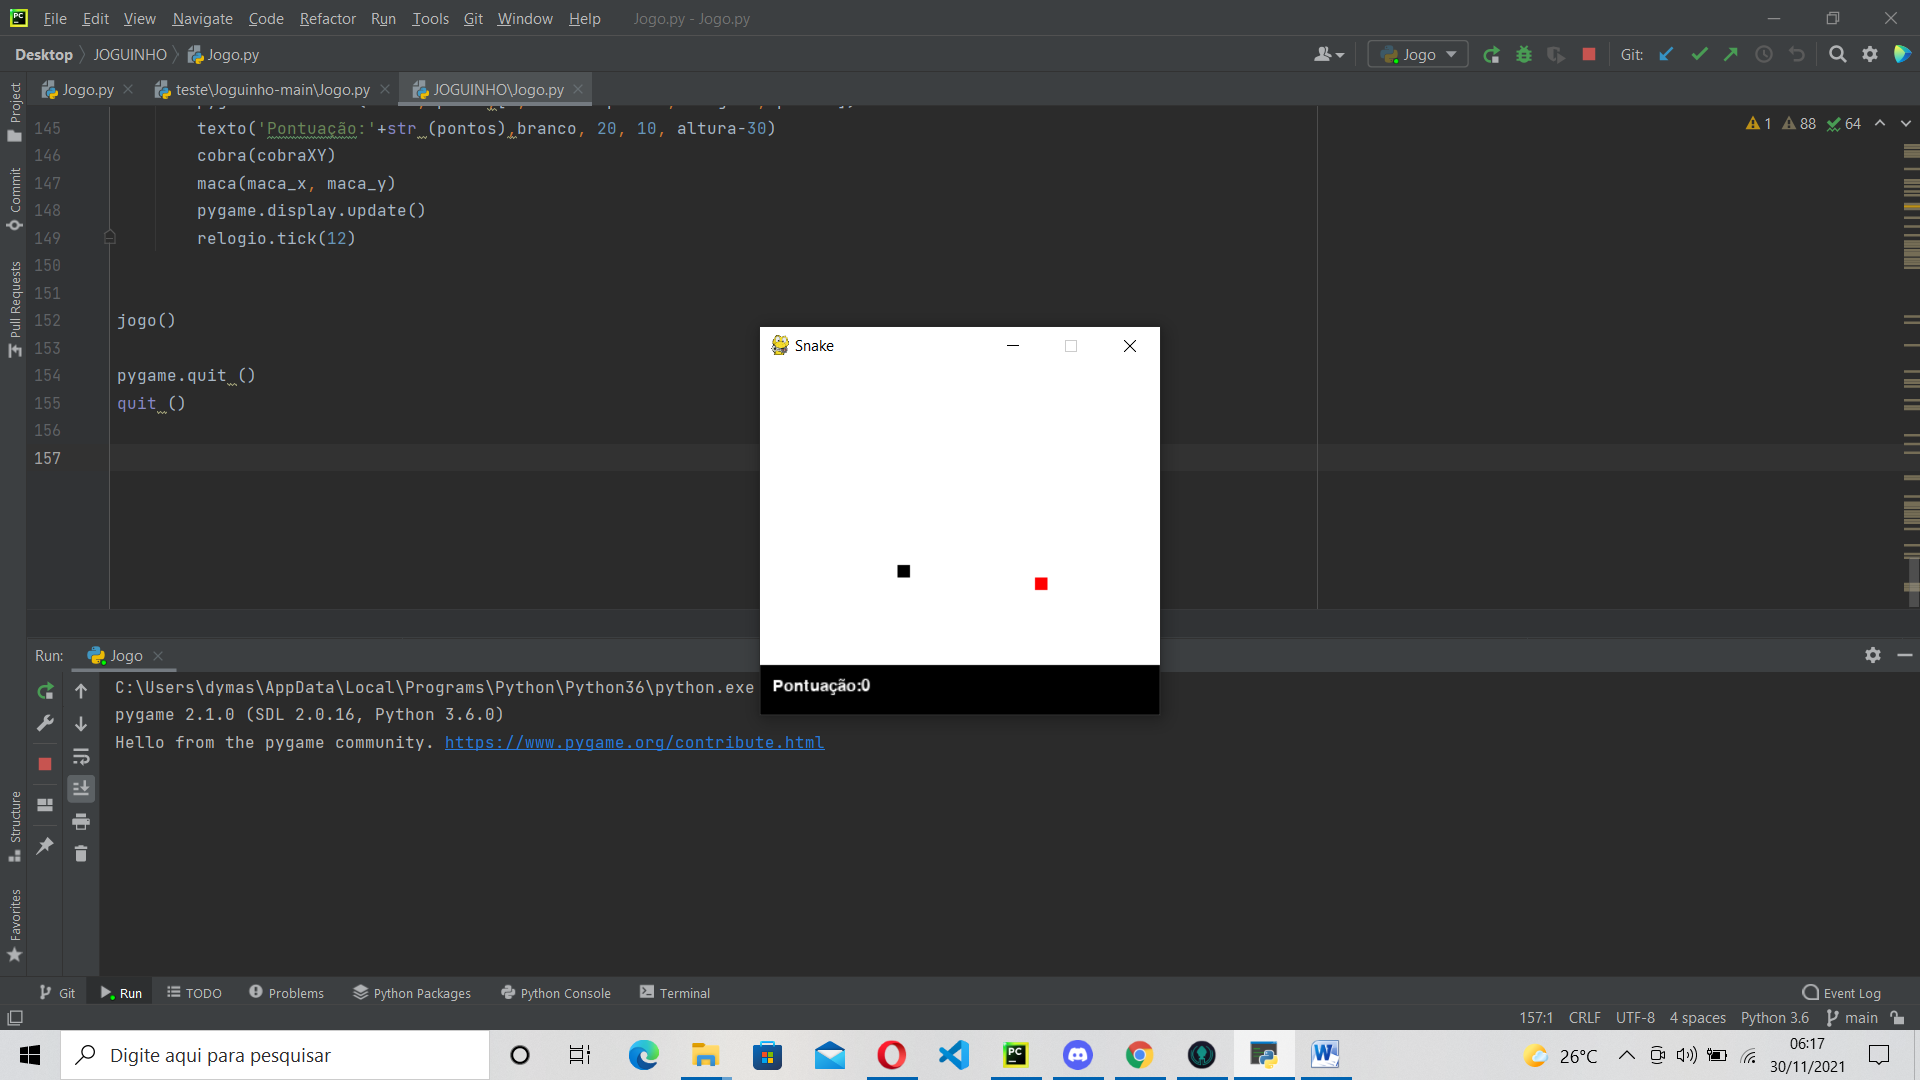 File Edit View Navigate Code Refactor Run Tools Git Window Help Jogo.py - Jogo.py
Desktop JOGUINHO Jogo.py
Jogo Git:
Jogo.py teste\Joguinho-main\Jogo.py JOGUINHO\Jogo.py
1 88 64
145 texto('Pontuação:'+str (pontos),branco, 20, 10, altura-30)
146 cobra(cobraXY)
147 maca(maca_x, maca_y)
148 pygame.display.update()
149 relogio.tick(12)
150
151
152 jogo()
153
154 pygame.quit ()
155 quit ()
156
157
Project
Commit
Pull Requests
Structure
Favorites
Snake
Pontuação:0
Run: Jogo
C:\Users\dymas\AppData\Local\Programs\Python\Python36\python.exe
pygame 2.1.0 (SDL 2.0.16, Python 3.6.0)
Hello from the pygame community. https://www.pygame.org/contribute.html
Git Run TODO Problems Python Packages Python Console Terminal Event Log
157:1 CRLF UTF-8 4 spaces Python 3.6 main
Digite aqui para pesquisar
26°C
06:17
30/11/2021